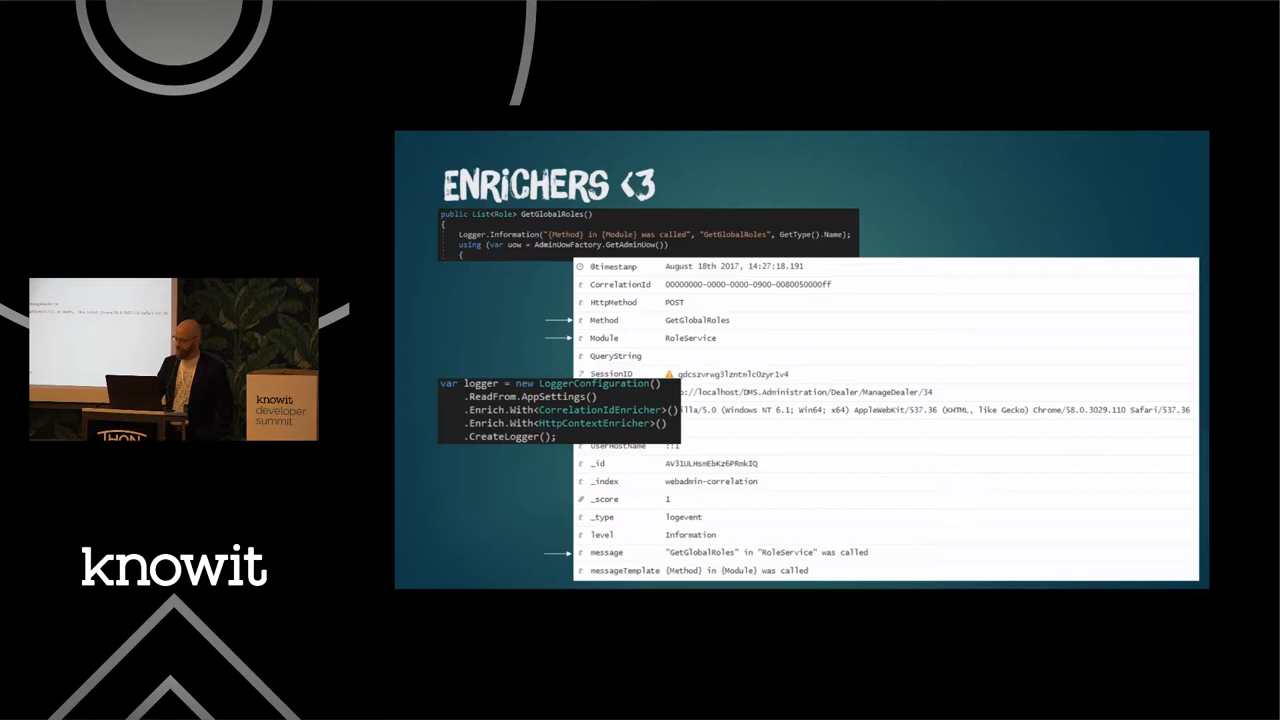 ENRICHERS <3
public List<Role> GetGlobalRoles()
{
Logger.Information("{Method} in {Module} was called", "GetGlobalRoles", GetType().Name);
using (var uow = AdminUowFactory.GetAdminUow())
{
@timestamp August 18th 2017, 14:27:18.191
t CorrelationId 00000000-0000-0000-0900-0080050000ff
t HttpMethod POST
t Method GetGlobalRoles
t Module RoleService
t QueryString
? SessionID qdcszvrwg3lzntmlc0zyr1v4
p://localhost/DMS.Administration/Dealer/ManageDealer/34
illa/5.0 (Windows NT 6.1; Win64; x64) AppleWebKit/537.36 (KHTML, like Gecko) Chrome/58.0.3029.110 Safari/537.36
var logger = new LoggerConfiguration()
.ReadFrom.AppSettings()
.Enrich.With<CorrelationIdEnricher>()
.Enrich.With<HttpContextEnricher>()
.CreateLogger();
t UserHostName ::1
t _id AV31ULHsmEbKz6PRmkIQ
t _index webadmin-correlation
# _score 1
t _type logevent
t level Information
t message "GetGlobalRoles" in "RoleService" was called
t messageTemplate {Method} in {Module} was called
knowit
developer
summit
THON
knowit